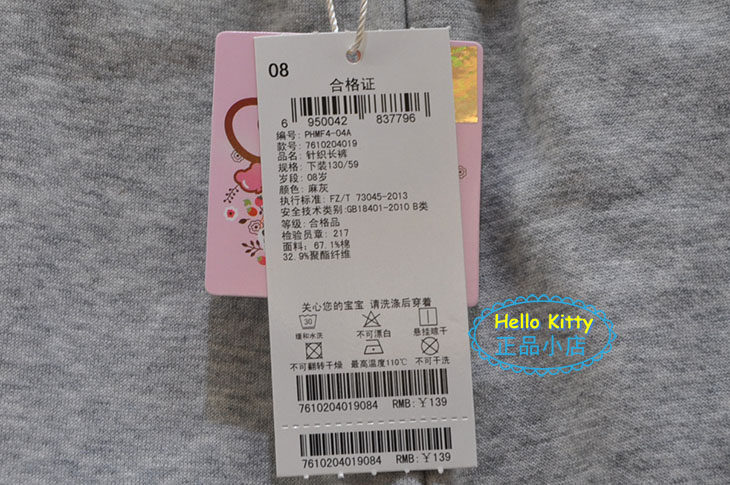 08
合格证
6 950042 837796
编号: PHMF4-04A
款号: 7610204019
品名: 针织长裤
规格: 下装130/59
岁段: 08岁
颜色: 麻灰
执行标准: FZ/T 73045-2013
安全技术类别:GB18401-2010 B类
等级: 合格品
检验员章: 217
面料: 67.1%棉
32.9%聚酯纤维
关心您的宝宝 请洗涤后穿着
30
缓和水洗 不可漂白 悬挂晾干
不可翻转干燥 最高温度110℃ 不可干洗
7610204019084 RMB:￥139
7610204019084 RMB:￥139
Hello Kitty
正品小店